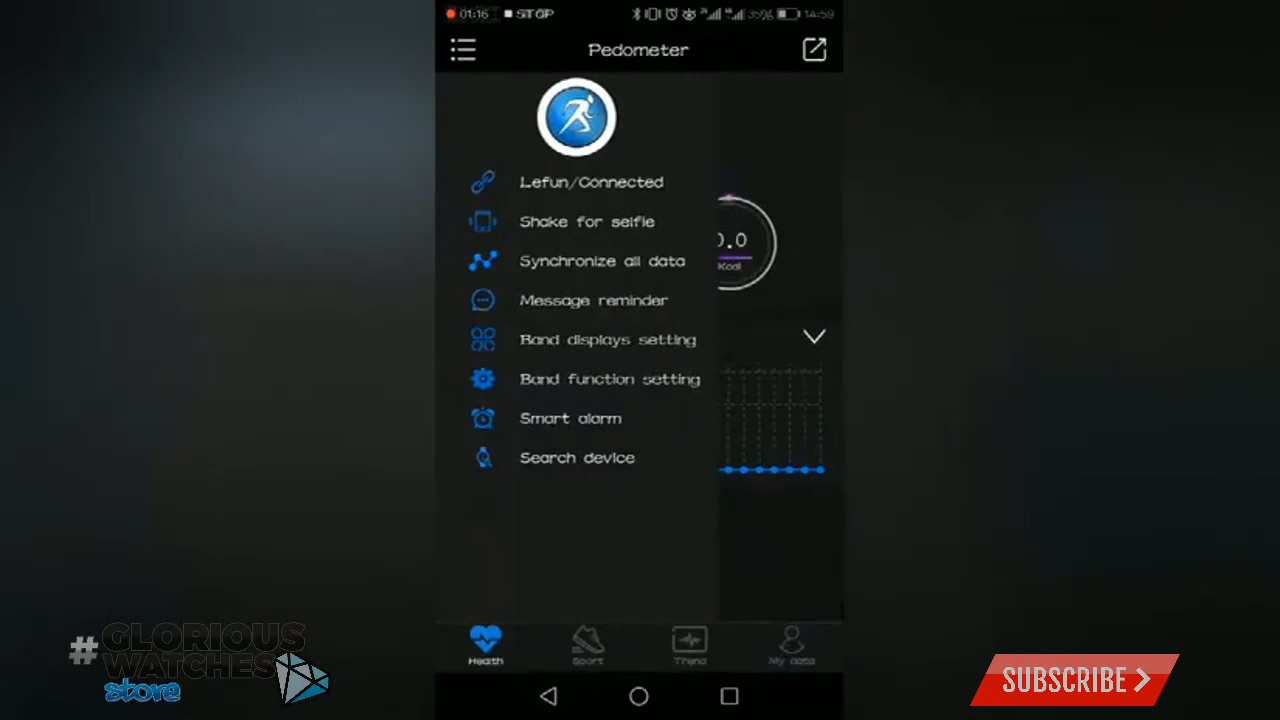 01:16 STOP 35% 14:59
Pedometer
Lefun/Connected
Shake for selfie
Synchronize all data
Message reminder
Band displays setting
Band function setting
Smart alarm
Search device
0.0
Kcal
Health Sport Trend My data
#GLORIOUS
WATCHES
store
SUBSCRIBE